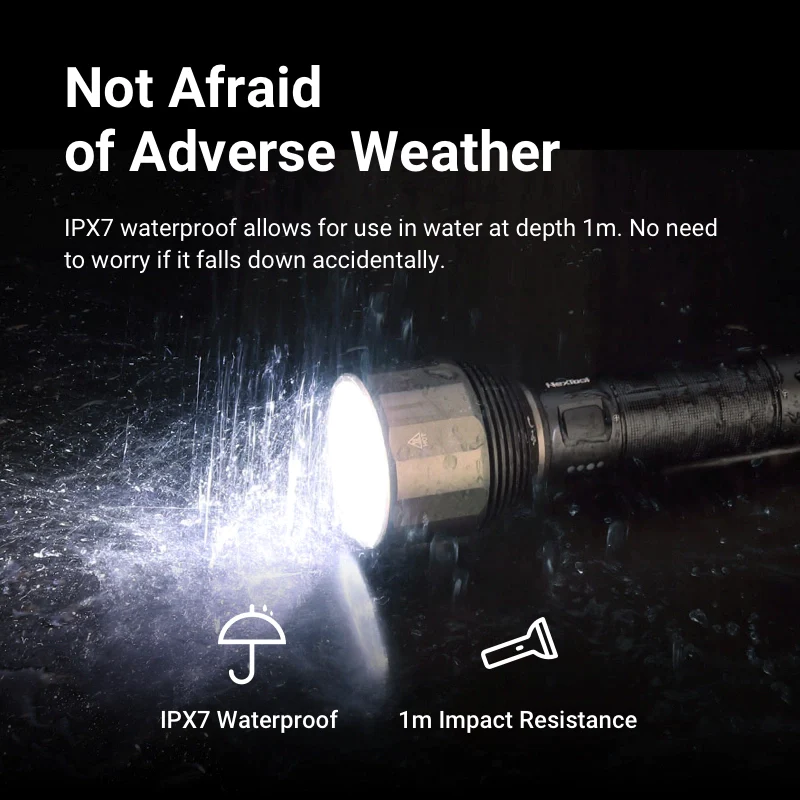 Not Afraid
of Adverse Weather
IPX7 waterproof allows for use in water at depth 1m. No need
to worry if it falls down accidentally.
NexTool
IPX7 Waterproof
1m Impact Resistance